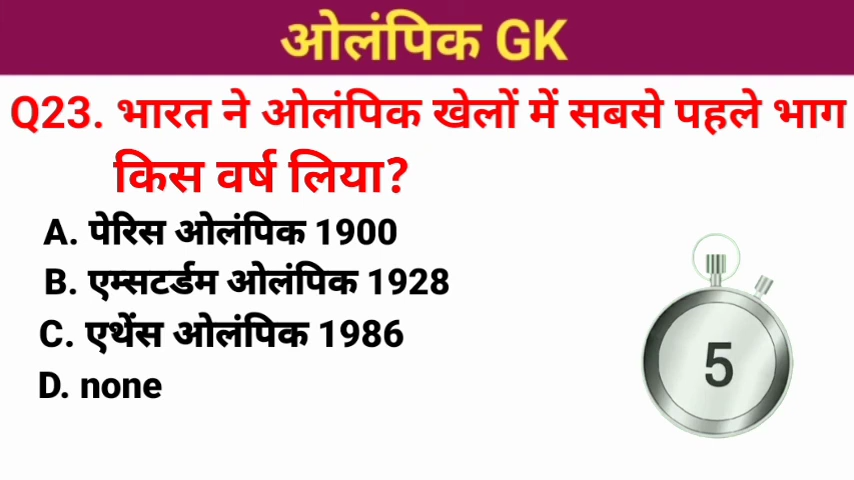 ओलंपिक GK
Q23. भारत ने ओलंपिक खेलों में सबसे पहले भाग
किस वर्ष लिया?
A. पेरिस ओलंपिक 1900
B. एम्सटर्डम ओलंपिक 1928
C. एथेंस ओलंपिक 1986
D. none
5